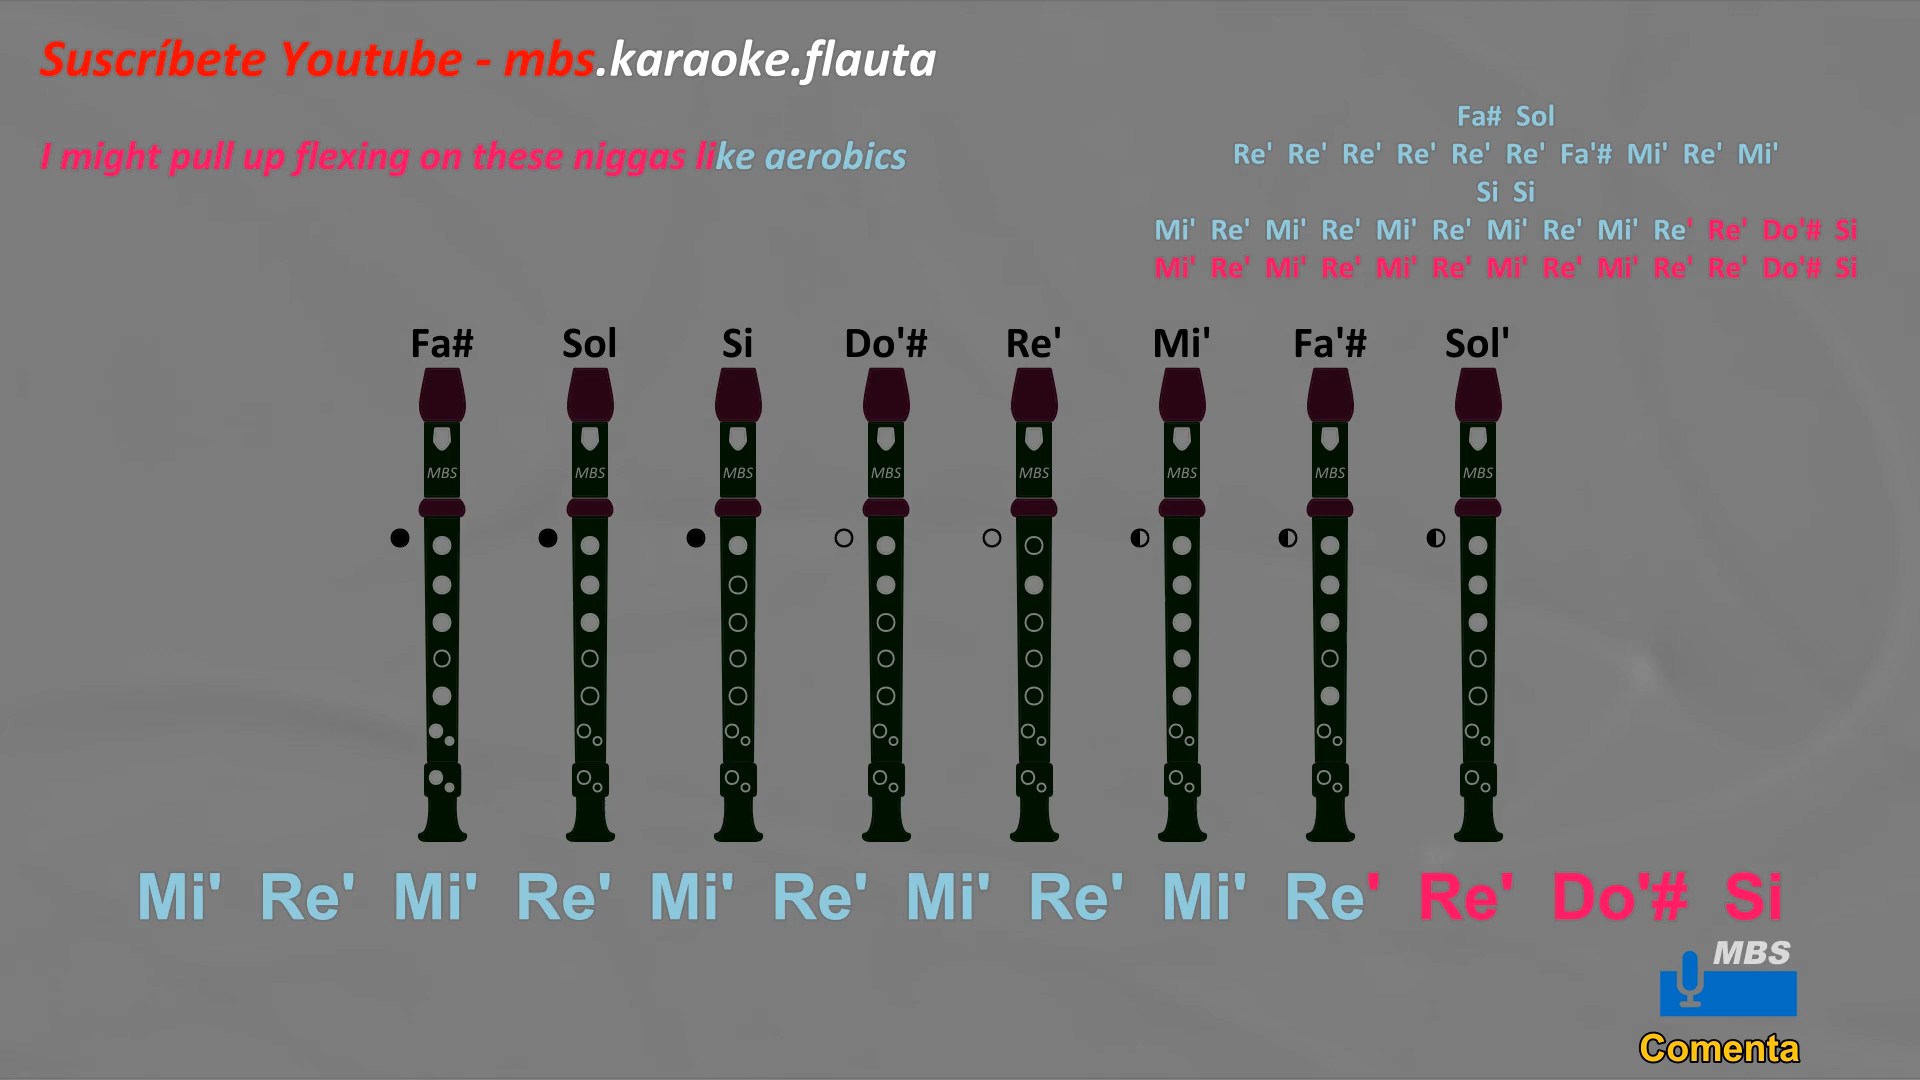 Suscríbete Youtube - mbs.karaoke.flauta
I might pull up flexing on these niggas like aerobics
Fa# Sol
Re' Re' Re' Re' Re' Re' Fa'# Mi' Re' Mi'
Si Si
Mi' Re' Mi' Re' Mi' Re' Mi' Re' Mi' Re' Re' Do'# Si
Mi' Re' Mi' Re' Mi' Re' Mi' Re' Mi' Re' Re' Do'# Si
Fa# Sol Si Do'# Re' Mi' Fa'# Sol'
MBS MBS MBS MBS MBS MBS MBS MBS
Mi' Re' Mi' Re' Mi' Re' Mi' Re' Mi' Re' Re' Do'# Si
MBS
Comenta